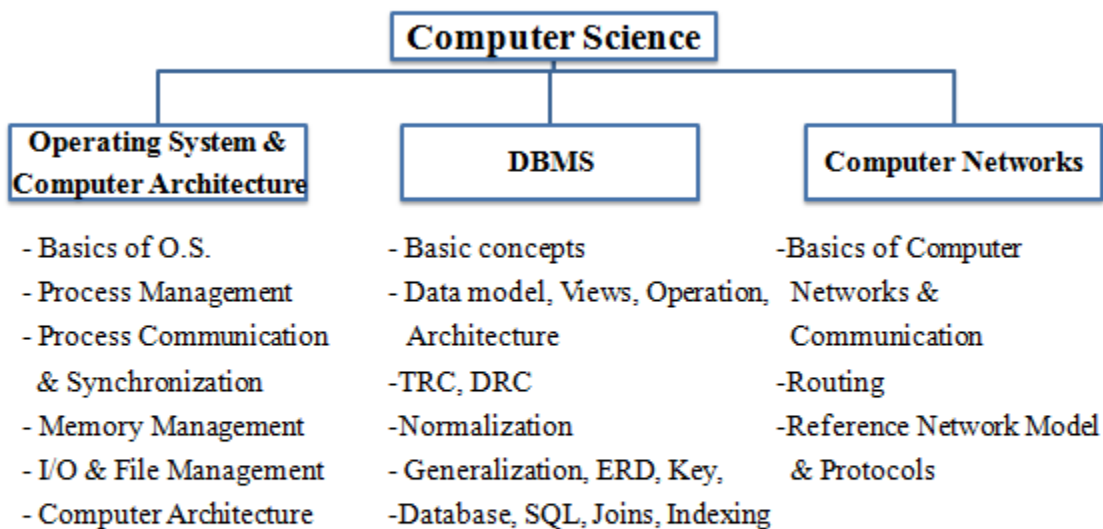 Computer Science
Operating System &
Computer Architecture
DBMS
Computer Networks
- Basics of O.S.
- Process Management
- Process Communication
& Synchronization
- Memory Management
- I/O & File Management
- Computer Architecture
- Basic concepts
- Data model, Views, Operation,
Architecture
-TRC, DRC
-Normalization
- Generalization, ERD, Key,
-Database, SQL, Joins, Indexing
-Basics of Computer
Networks &
Communication
-Routing
-Reference Network Model
& Protocols